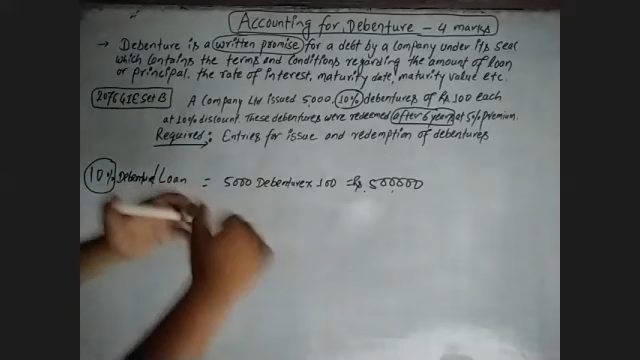 Accounting for Debenture - 4 marks
→ Debenture is a written promise for a debt by a company under its seal
which contains the terms and conditions regarding the amount of loan
or principal, the rate of interest, maturity date, maturity value etc.
2076 GIE Set B A Company Ltd issued 5000, 10% debentures of Rs 100 each
at 10% discount. These debentures were redeemed after 6 years at 5% premium.
Required: Entries for issue and redemption of debentures
10% Debenture/Loan = 5000 Debenture x 100 = Rs. 500000